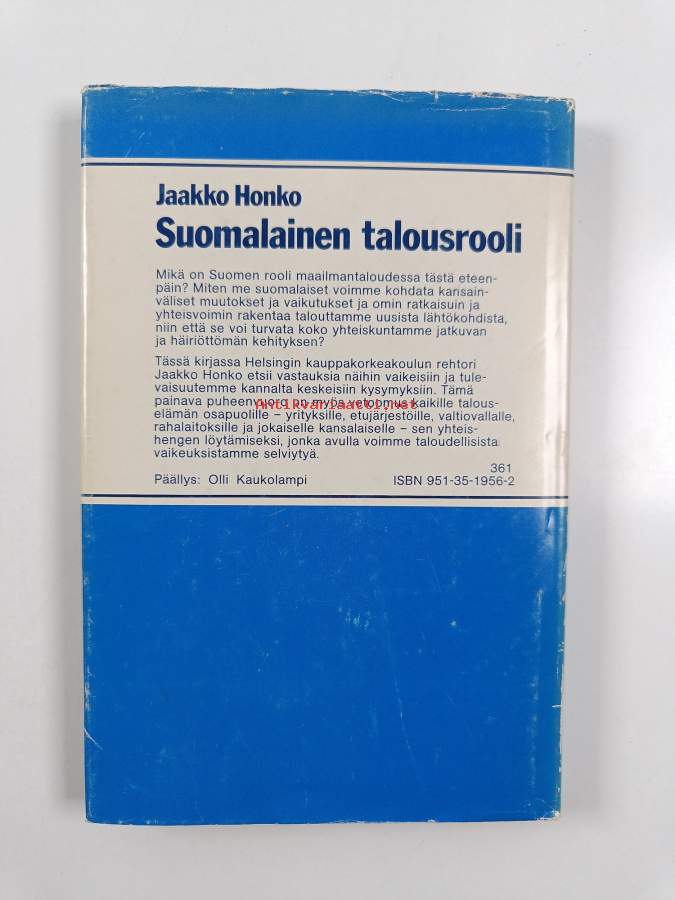 Jaakko Honko
Suomalainen talousrooli
Mikä on Suomen rooli maailmantaloudessa tästä eteen-
päin? Miten me suomalaiset voimme kohdata kansain-
väliset muutokset ja vaikutukset ja omin ratkaisuin ja
yhteisvoimin rakentaa talouttamme uusista lähtökohdista,
niin että se voi turvata koko yhteiskuntamme jatkuvan
ja häiriöttömän kehityksen?
Tässä kirjassa Helsingin kauppakorkeakoulun rehtori
Jaakko Honko etsii vastauksia näihin vaikeisiin ja tule-
vaisuutemme kannalta keskeisiin kysymyksiin. Tämä
painava puheenvuoro on myös vetoomus kaikille talous-
Antikvariaatti.net
elämän osapuolille – yrityksille, etujärjestöille, valtiovallalle,
rahalaitoksille ja jokaiselle kansalaiselle – sen yhteis-
hengen löytämiseksi, jonka avulla voimme taloudellisista
vaikeuksistamme selviytyä.
361
Päällys: Olli Kaukolampi ISBN 951-35-1956-2